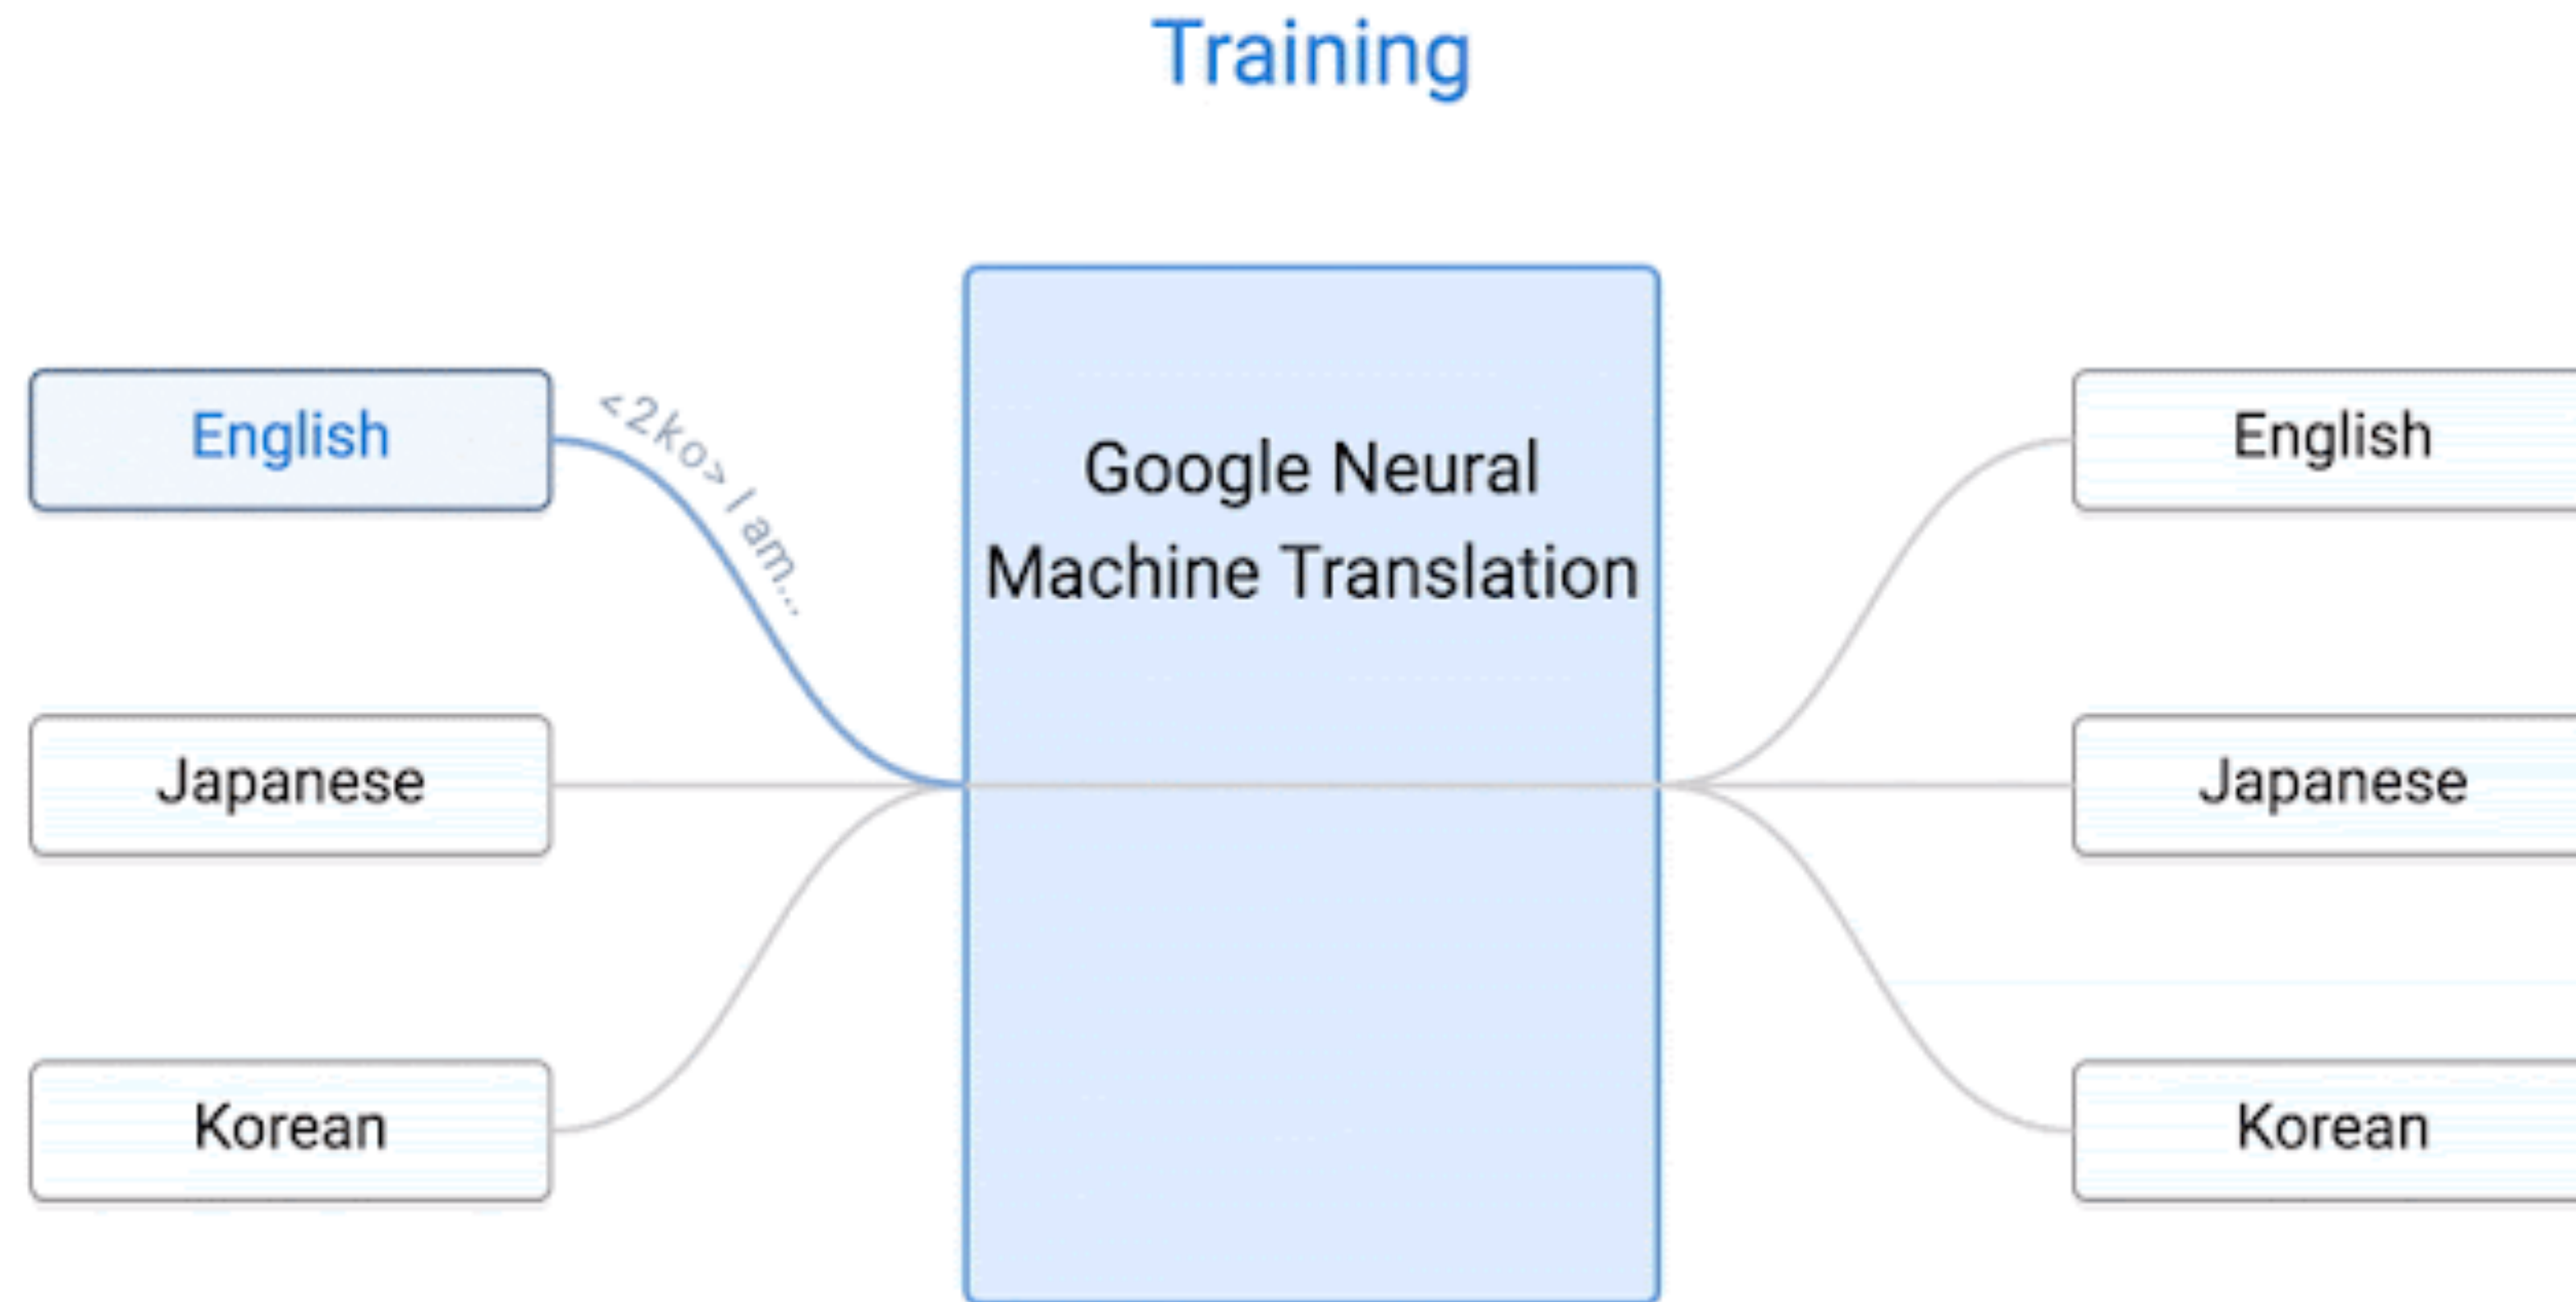 Training
English
<2ko> I am...
Japanese
Korean
Google Neural
Machine Translation
English
Japanese
Korean